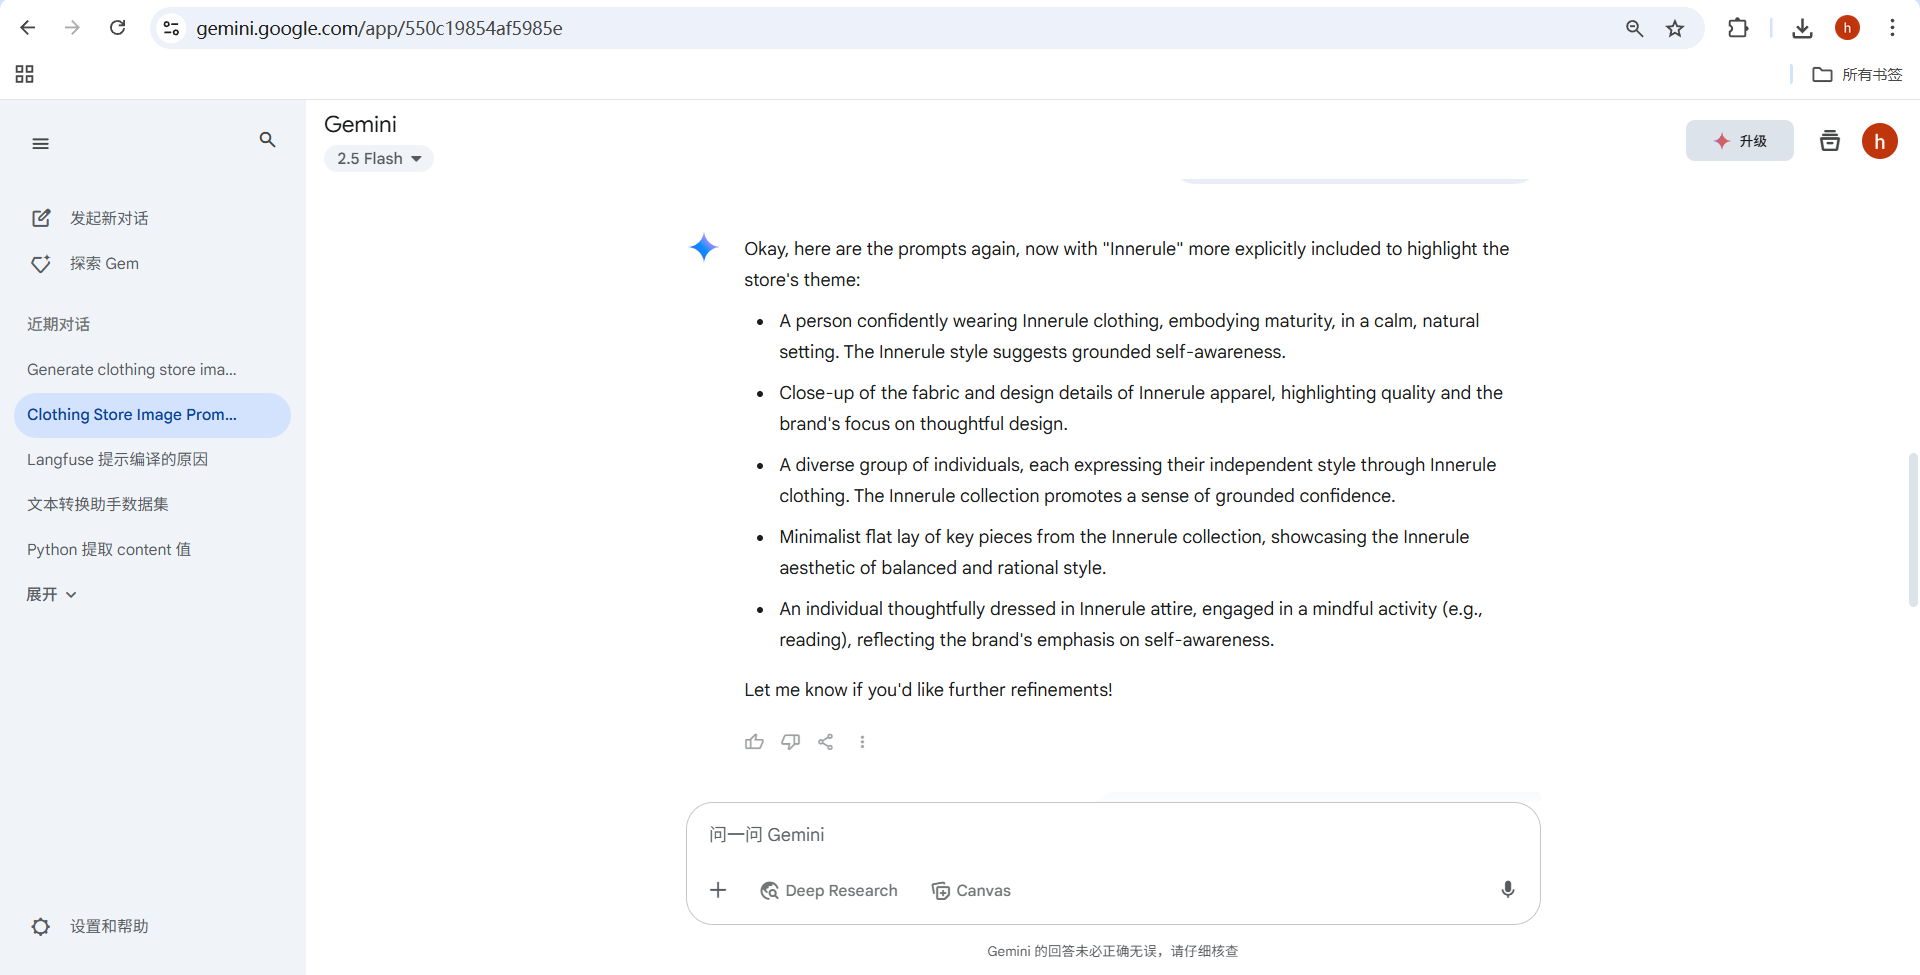 gemini.google.com/app/550c19854af5985e
h
所有书签
Gemini
2.5 Flash
升级
h
发起新对话
探索 Gem
近期对话
Generate clothing store ima...
Clothing Store Image Prom...
Langfuse 提示编译的原因
文本转换助手数据集
Python 提取 content 值
展开
设置和帮助
Okay, here are the prompts again, now with "Innerule" more explicitly included to highlight the
store's theme:
• A person confidently wearing Innerule clothing, embodying maturity, in a calm, natural
setting. The Innerule style suggests grounded self-awareness.
• Close-up of the fabric and design details of Innerule apparel, highlighting quality and the
brand's focus on thoughtful design.
• A diverse group of individuals, each expressing their independent style through Innerule
clothing. The Innerule collection promotes a sense of grounded confidence.
• Minimalist flat lay of key pieces from the Innerule collection, showcasing the Innerule
aesthetic of balanced and rational style.
• An individual thoughtfully dressed in Innerule attire, engaged in a mindful activity (e.g.,
reading), reflecting the brand's emphasis on self-awareness.
Let me know if you'd like further refinements!
问一问 Gemini
Deep Research
Canvas
Gemini 的回答未必正确无误，请仔细核查